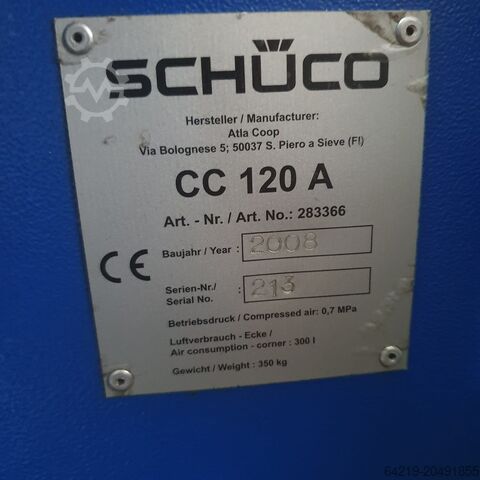 SCHÜCO
Hersteller / Manufacturer:
Atla Coop
Via Bolognese 5; 50037 S. Piero a Sieve (FI)
CC 120 A
Art. - Nr. / Art. No.: 283366
CE
Baujahr / Year : 2008
Serien-Nr./
Serial No. : 213
Betriebsdruck / Compressed air: 0,7 MPa
Luftverbrauch - Ecke /
Air consumption - corner : 300 l
Gewicht / Weight : 350 kg
64219-20491855